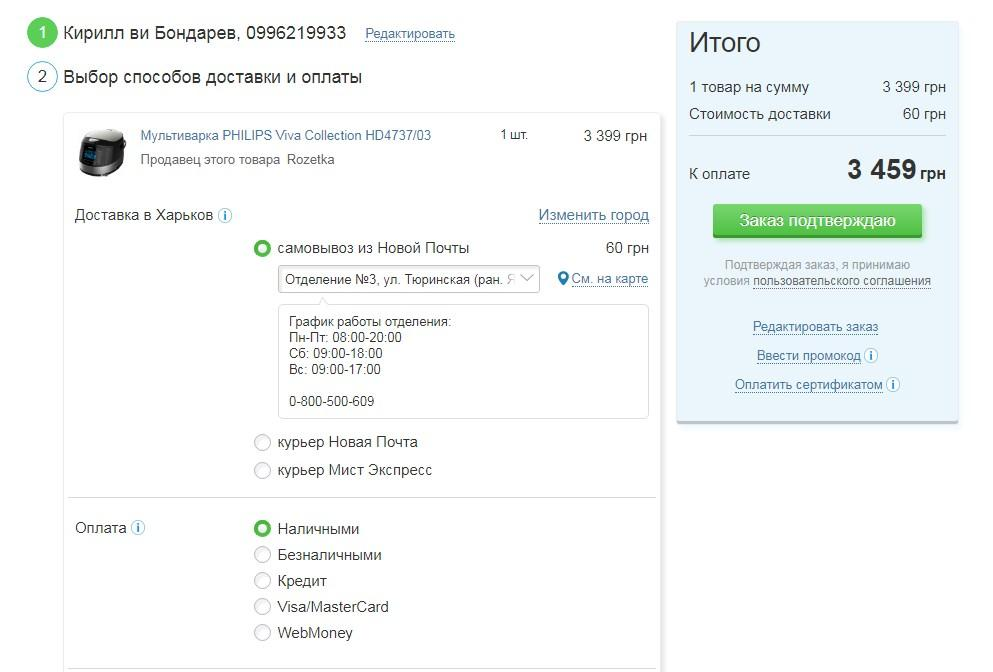 1 Кирилл ви Бондарев, 0996219933 Редактировать
2 Выбор способов доставки и оплаты
Мультиварка PHILIPS Viva Collection HD4737/03 1 шт. 3 399 грн
Продавец этого товара Rozetka
Доставка в Харьков i Изменить город
самовывоз из Новой Почты 60 грн
Отделение №3, ул. Тюринская (ран. Я См. на карте
График работы отделения:
Пн-Пт: 08:00-20:00
Сб: 09:00-18:00
Вс: 09:00-17:00
0-800-500-609
курьер Новая Почта
курьер Мист Экспресс
Оплата i
Наличными
Безналичными
Кредит
Visa/MasterCard
WebMoney
Итого
1 товар на сумму 3 399 грн
Стоимость доставки 60 грн
К оплате 3 459 грн
Заказ подтверждаю
Подтверждая заказ, я принимаю
условия пользовательского соглашения
Редактировать заказ
Ввести промокод i
Оплатить сертификатом i